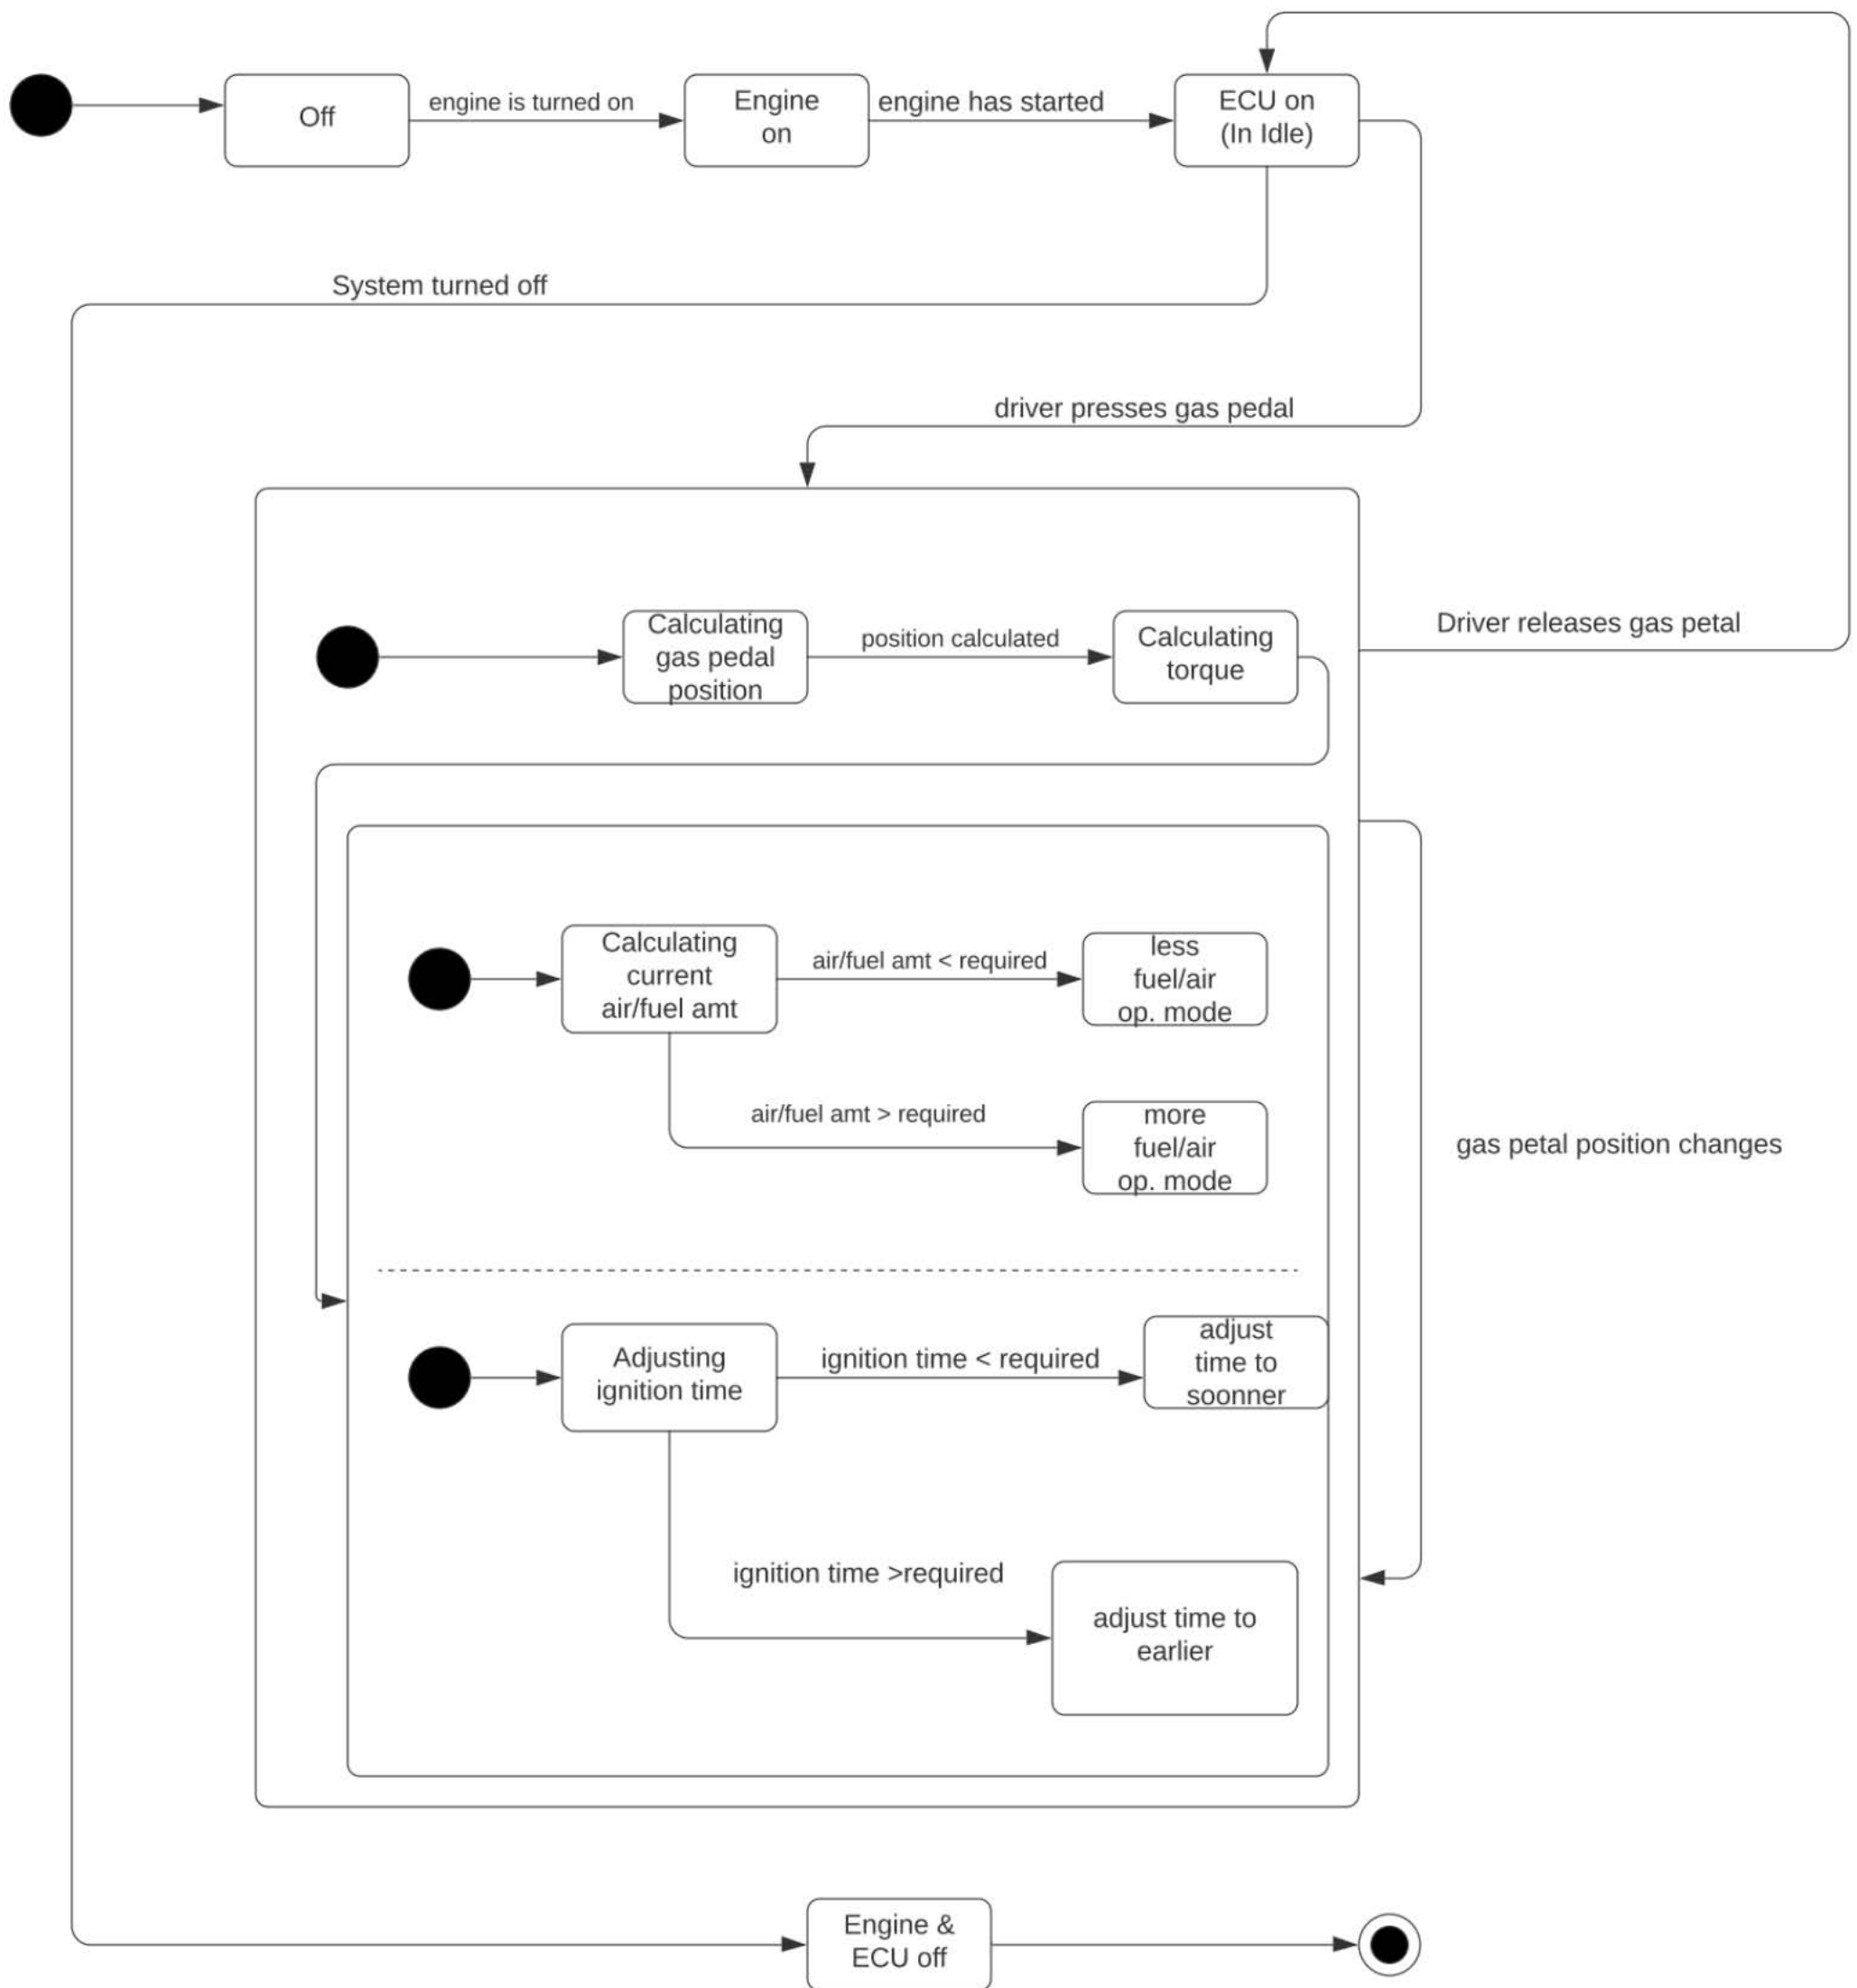 Off
engine is turned on
Engine
on
engine has started
ECU on
(In Idle)
System turned off
driver presses gas pedal
Calculating
gas pedal
position
position calculated
Calculating
torque
Driver releases gas petal
Calculating
current
air/fuel amt
air/fuel amt < required
less
fuel/air
op. mode
air/fuel amt > required
more
fuel/air
op. mode
gas petal position changes
Adjusting
ignition time
ignition time < required
adjust
time to
soonner
ignition time >required
adjust time to
earlier
Engine &
ECU off